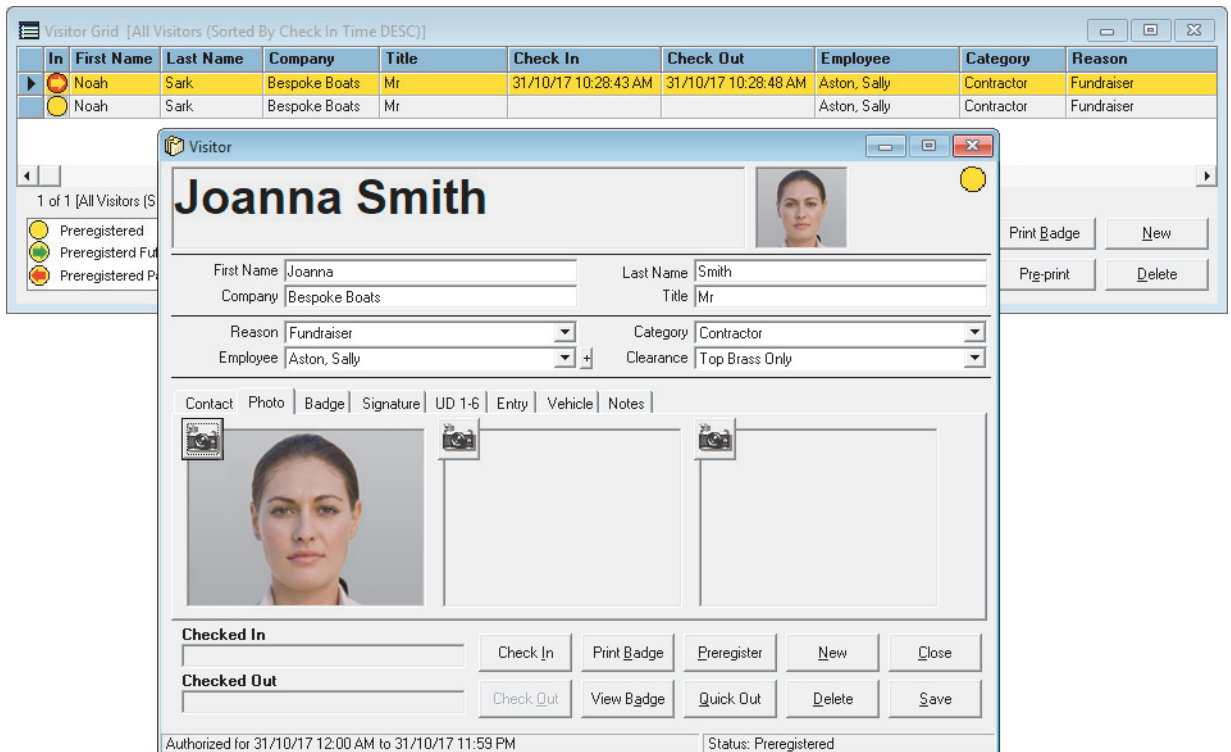 Visitor Grid [All Visitors (Sorted By Check In Time DESC)]
In First Name Last Name Company Title Check In Check Out Employee Category Reason
Noah Sark Bespoke Boats Mr 31/10/17 10:28:43 AM 31/10/17 10:28:48 AM Aston, Sally Contractor Fundraiser
Noah Sark Bespoke Boats Mr Aston, Sally Contractor Fundraiser
1 of 1 [All Visitors (S
Preregistered
Preregisterd Fut
Preregistered P
Print Badge New
Pre-print Delete
Visitor
Joanna Smith
First Name Joanna Last Name Smith
Company Bespoke Boats Title Mr
Reason Fundraiser Category Contractor
Employee Aston, Sally + Clearance Top Brass Only
Contact Photo Badge Signature UD 1-6 Entry Vehicle Notes
Checked In
Check In Print Badge Preregister New Close
Checked Out
Check Out View Badge Quick Out Delete Save
Authorized for 31/10/17 12:00 AM to 31/10/17 11:59 PM Status: Preregistered